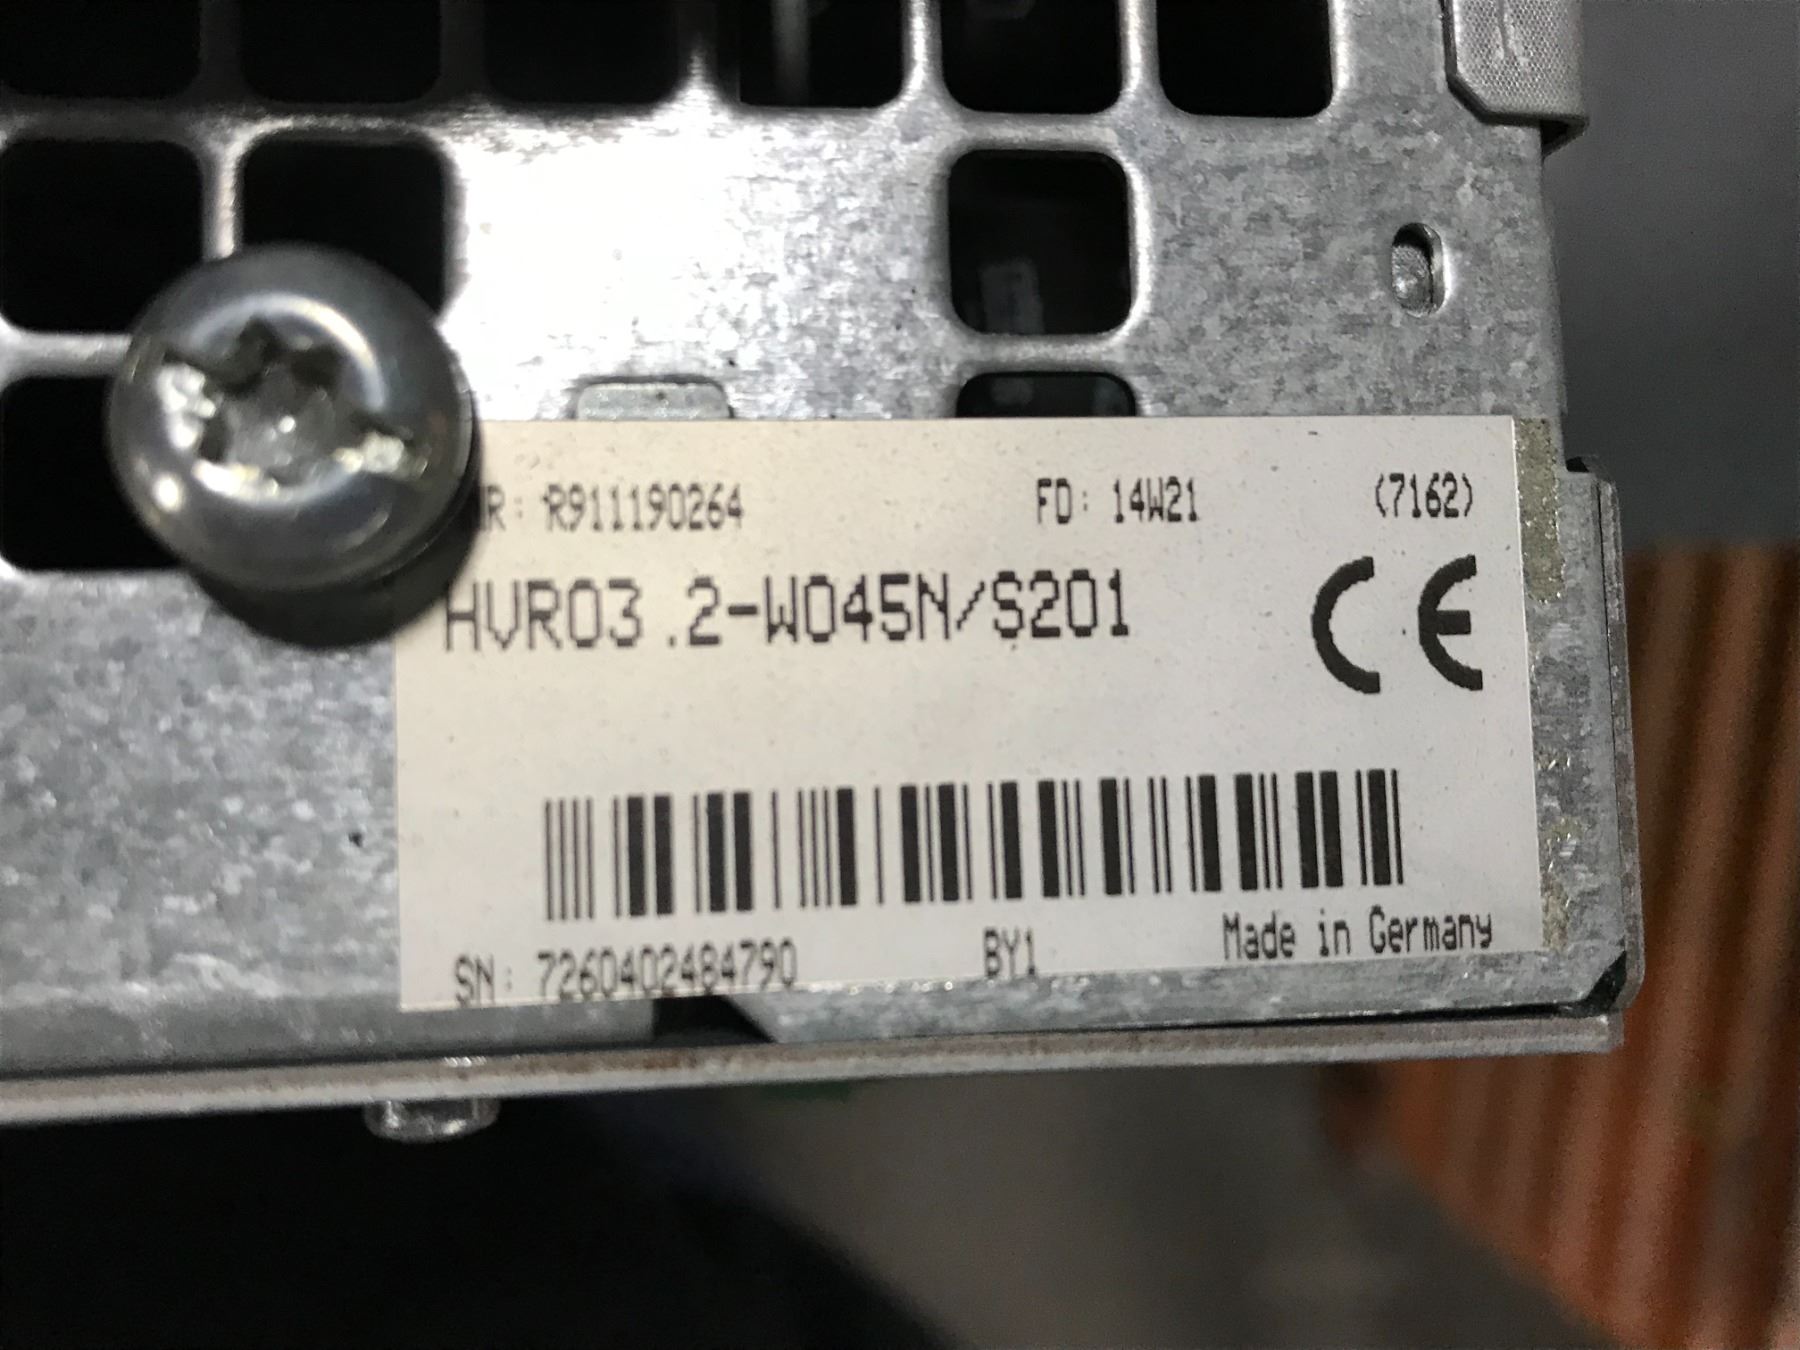 R: R911190264 FD: 14W21 (7162)
HVR03.2-W045N/S201 CE
SN: 7260402484790 BY1 Made in Germany